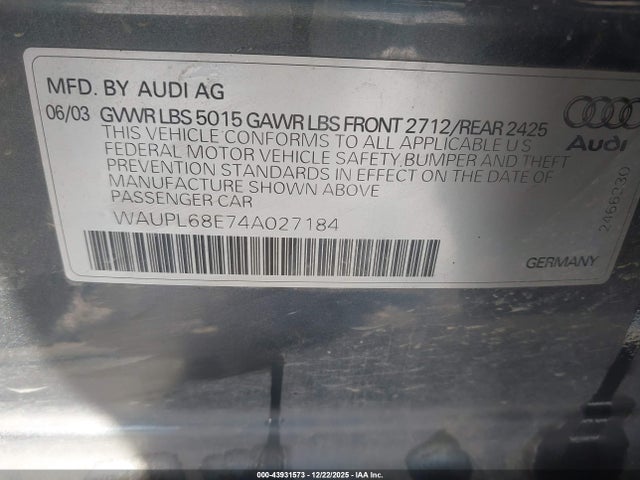 MFD. BY AUDI AG
06/03 GVWR LBS 5015 GAWR LBS FRONT 2712/REAR 2425
THIS VEHICLE CONFORMS TO ALL APPLICABLE U S
FEDERAL MOTOR VEHICLE SAFETY, BUMPER AND THEFT
PREVENTION STANDARDS IN EFFECT ON THE DATE OF
MANUFACTURE SHOWN ABOVE
PASSENGER CAR
WAUPL68E74A027184
Audi
2466230
GERMANY
000-43931573 - 12/22/2025 - IAA Inc.